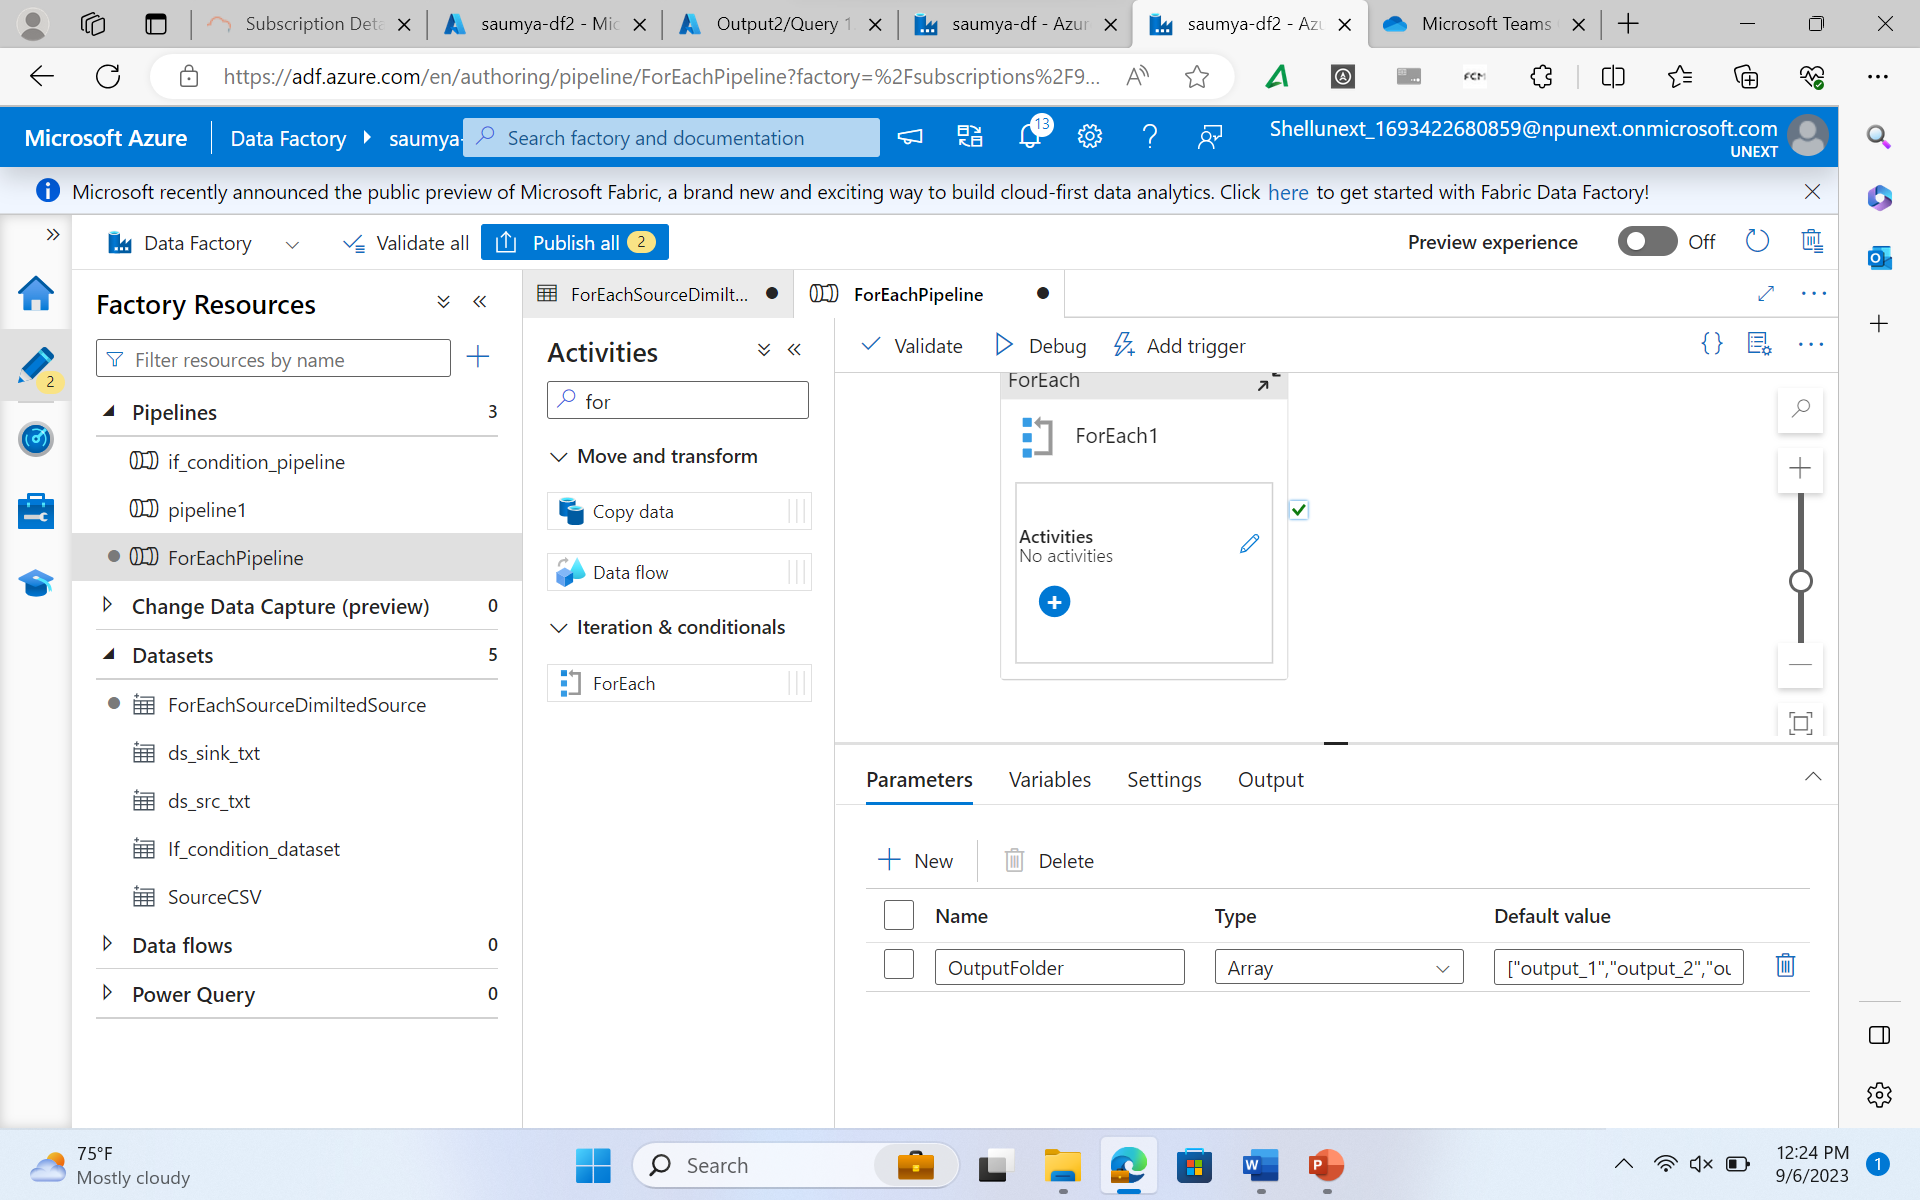 Subscription Deta
saumya-df2 - Mic
Output2/Query 1
saumya-df - Azur
saumya-df2 - Azu
Microsoft Teams
https://adf.azure.com/en/authoring/pipeline/ForEachPipeline?factory=%2Fsubscriptions%2F9...
FCM
Microsoft Azure
Data Factory
saumya-
Search factory and documentation
13
Shellunext_1693422680859@npunext.onmicrosoft.com
UNEXT
Microsoft recently announced the public preview of Microsoft Fabric, a brand new and exciting way to build cloud-first data analytics. Click here to get started with Fabric Data Factory!
Data Factory
Validate all
Publish all 2
Preview experience
Off
Factory Resources
Filter resources by name
2
Pipelines 3
if_condition_pipeline
pipeline1
ForEachPipeline
Change Data Capture (preview) 0
Datasets 5
ForEachSourceDimiltedSource
ds_sink_txt
ds_src_txt
If_condition_dataset
SourceCSV
Data flows 0
Power Query 0
ForEachSourceDimilt...
ForEachPipeline
Activities
for
Move and transform
Copy data
Data flow
Iteration & conditionals
ForEach
Validate
Debug
Add trigger
ForEach
ForEach1
Activities
No activities
Parameters
Variables
Settings
Output
New
Delete
Name Type Default value
OutputFolder Array ["output_1","output_2","ou
75°F
Mostly cloudy
Search
12:24 PM
9/6/2023
1